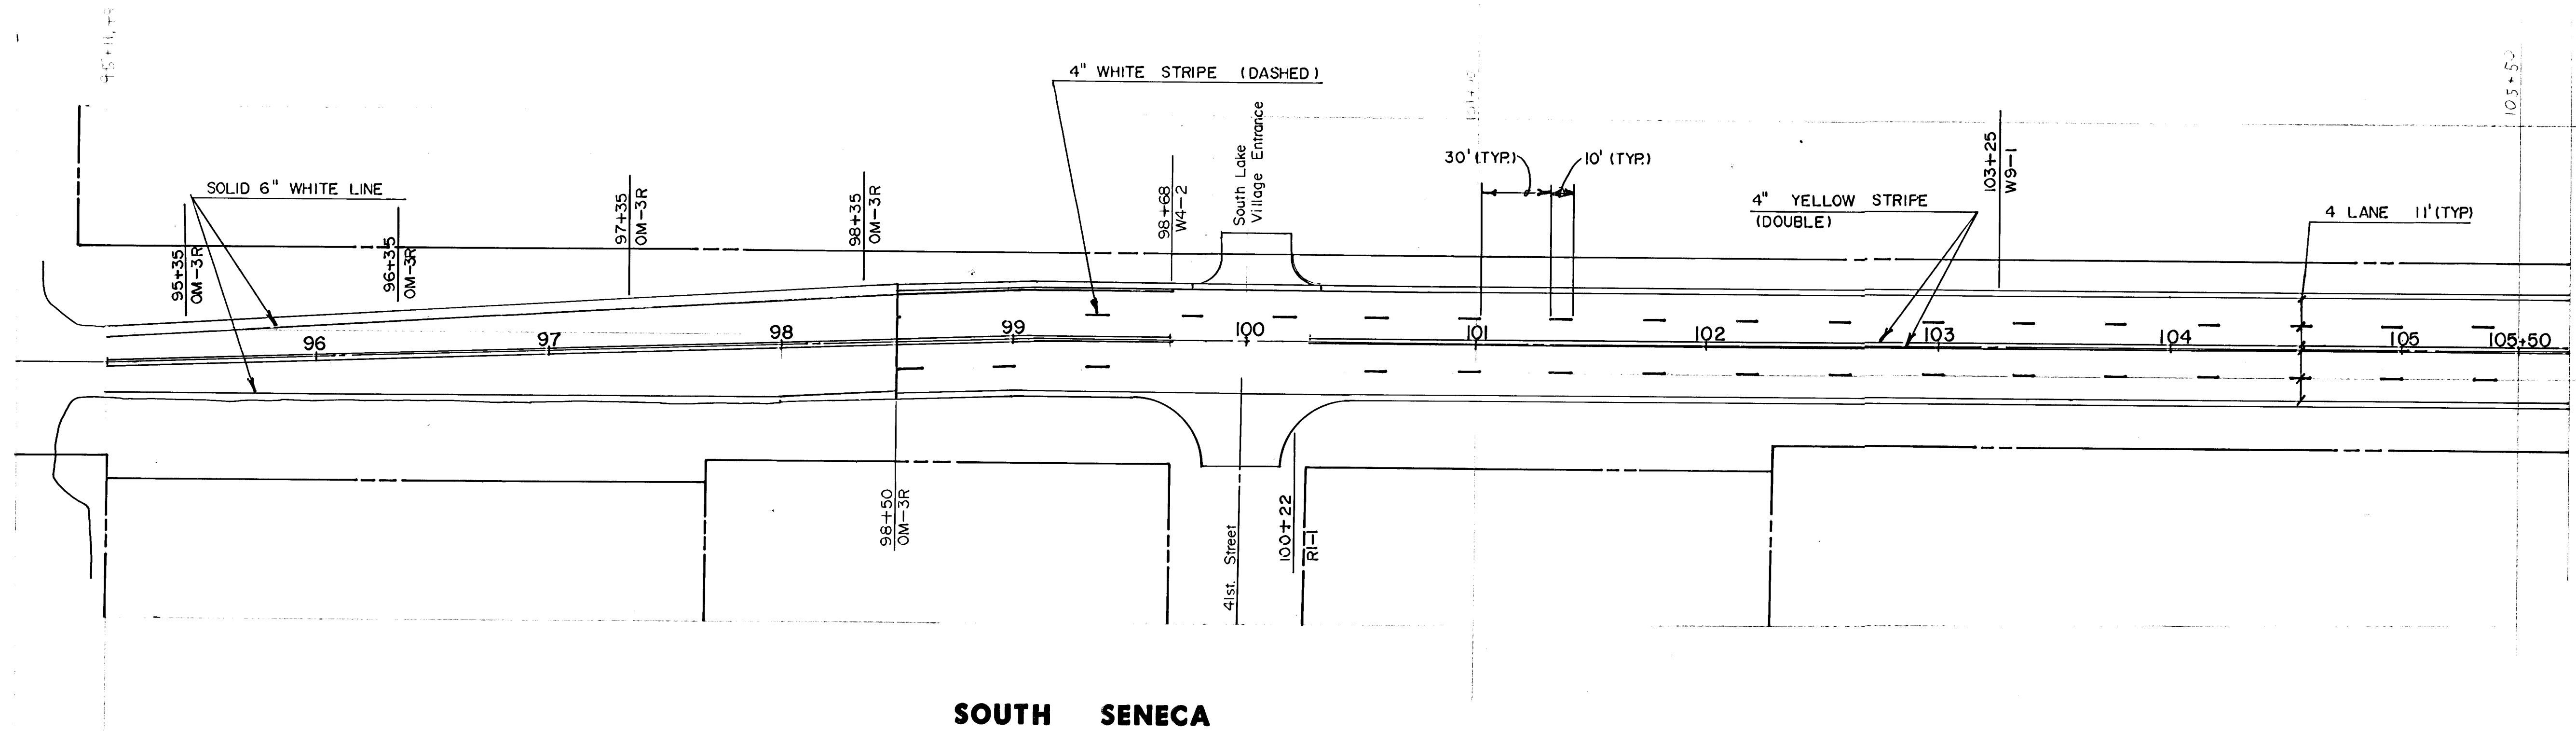 95+11.
4" WHITE STRIPE (DASHED)
105+50
SOLID 6" WHITE LINE
95+35
OM-3R
96+35
OM-3R
97+35
OM-3R
98+35
OM-3R
98+68
W4-2
South Lake
Village Entrance
30' (TYP.)
10' (TYP.)
103+25
W9-1
4" YELLOW STRIPE
(DOUBLE)
4 LANE 11' (TYP)
96
97
98
99
100
101
102
103
104
105
105+50
98+50
OM-3R
41st. Street
100+22
R1-1
SOUTH SENECA